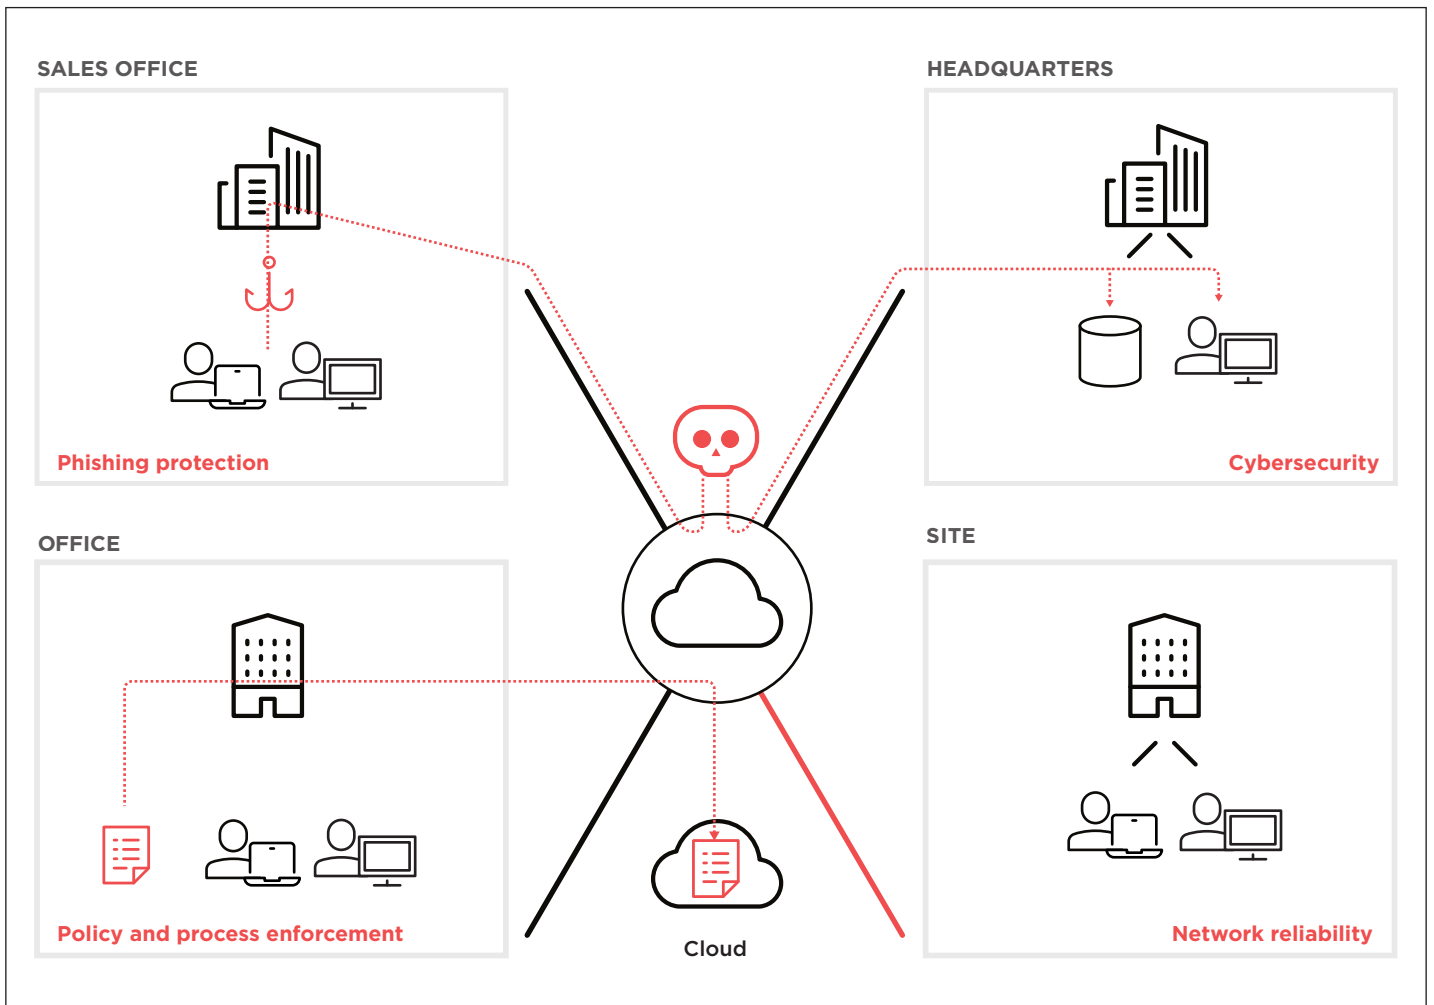 SALES OFFICE
HEADQUARTERS
Phishing protection
Cybersecurity
OFFICE
SITE
Policy and process enforcement
Cloud
Network reliability